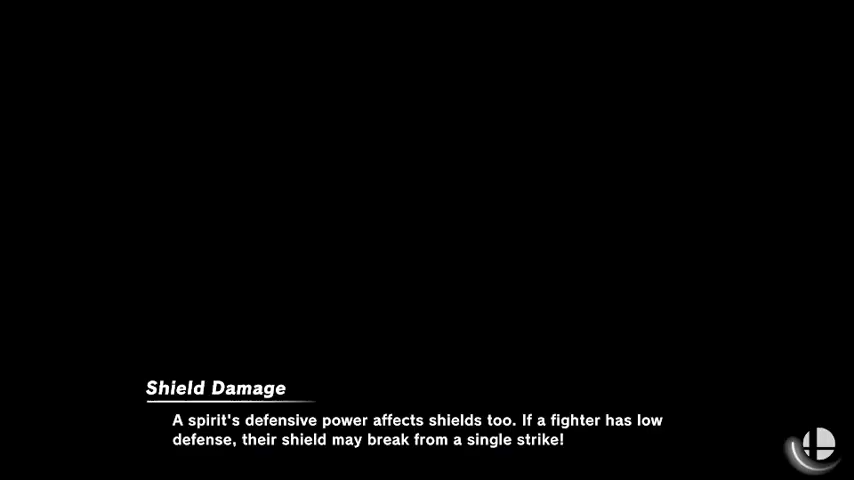 Shield Damage
A spirit's defensive power affects shields too. If a fighter has low
defense, their shield may break from a single strike!